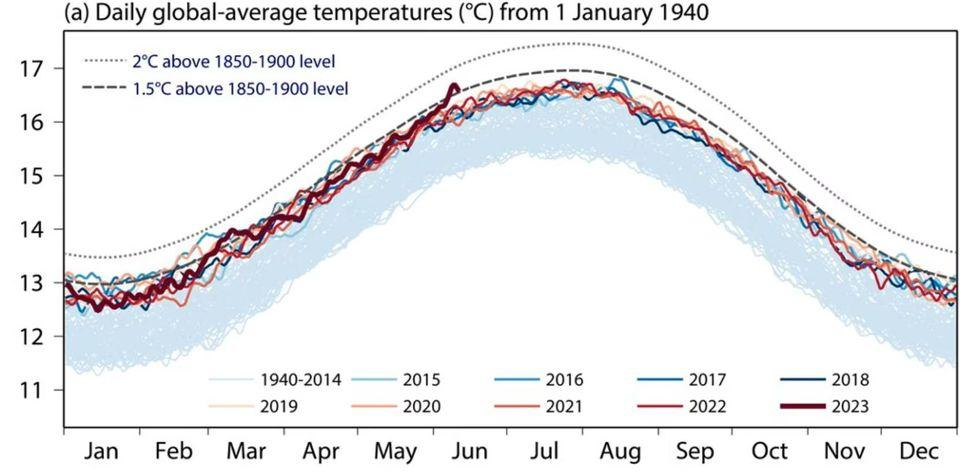 (a) Daily global-average temperatures (°C) from 1 January 1940
2°C above 1850-1900 level
1.5°C above 1850-1900 level
17
16
15
14
13
12
11
1940-2014 2015 2016 2017 2018
2019 2020 2021 2022 2023
Jan Feb Mar Apr May Jun Jul Aug Sep Oct Nov Dec